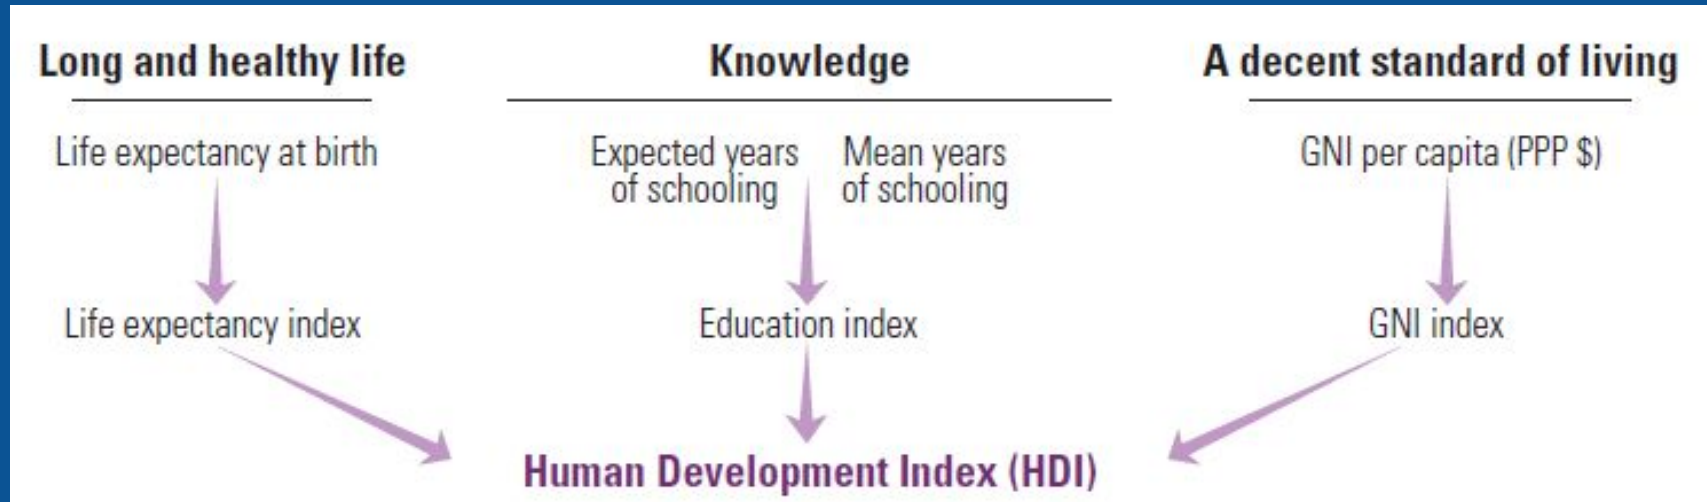 Long and healthy life
Knowledge
A decent standard of living
Life expectancy at birth
Expected years
of schooling
Mean years
of schooling
GNI per capita (PPP $)
Life expectancy index
Education index
GNI index
Human Development Index (HDI)